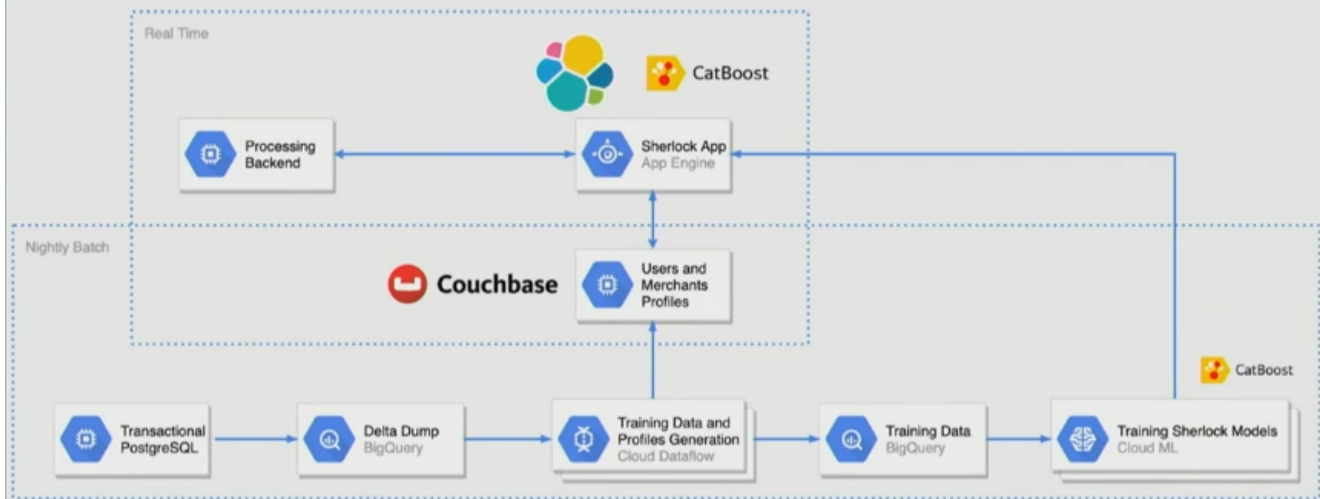 Real Time
CatBoost
Processing
Backend
Sherlock App
App Engine
Nightly Batch
Couchbase
Users and
Merchants
Profiles
CatBoost
Transactional
PostgreSQL
Delta Dump
BigQuery
Training Data and
Profiles Generation
Cloud Dataflow
Training Data
BigQuery
Training Sherlock Models
Cloud ML